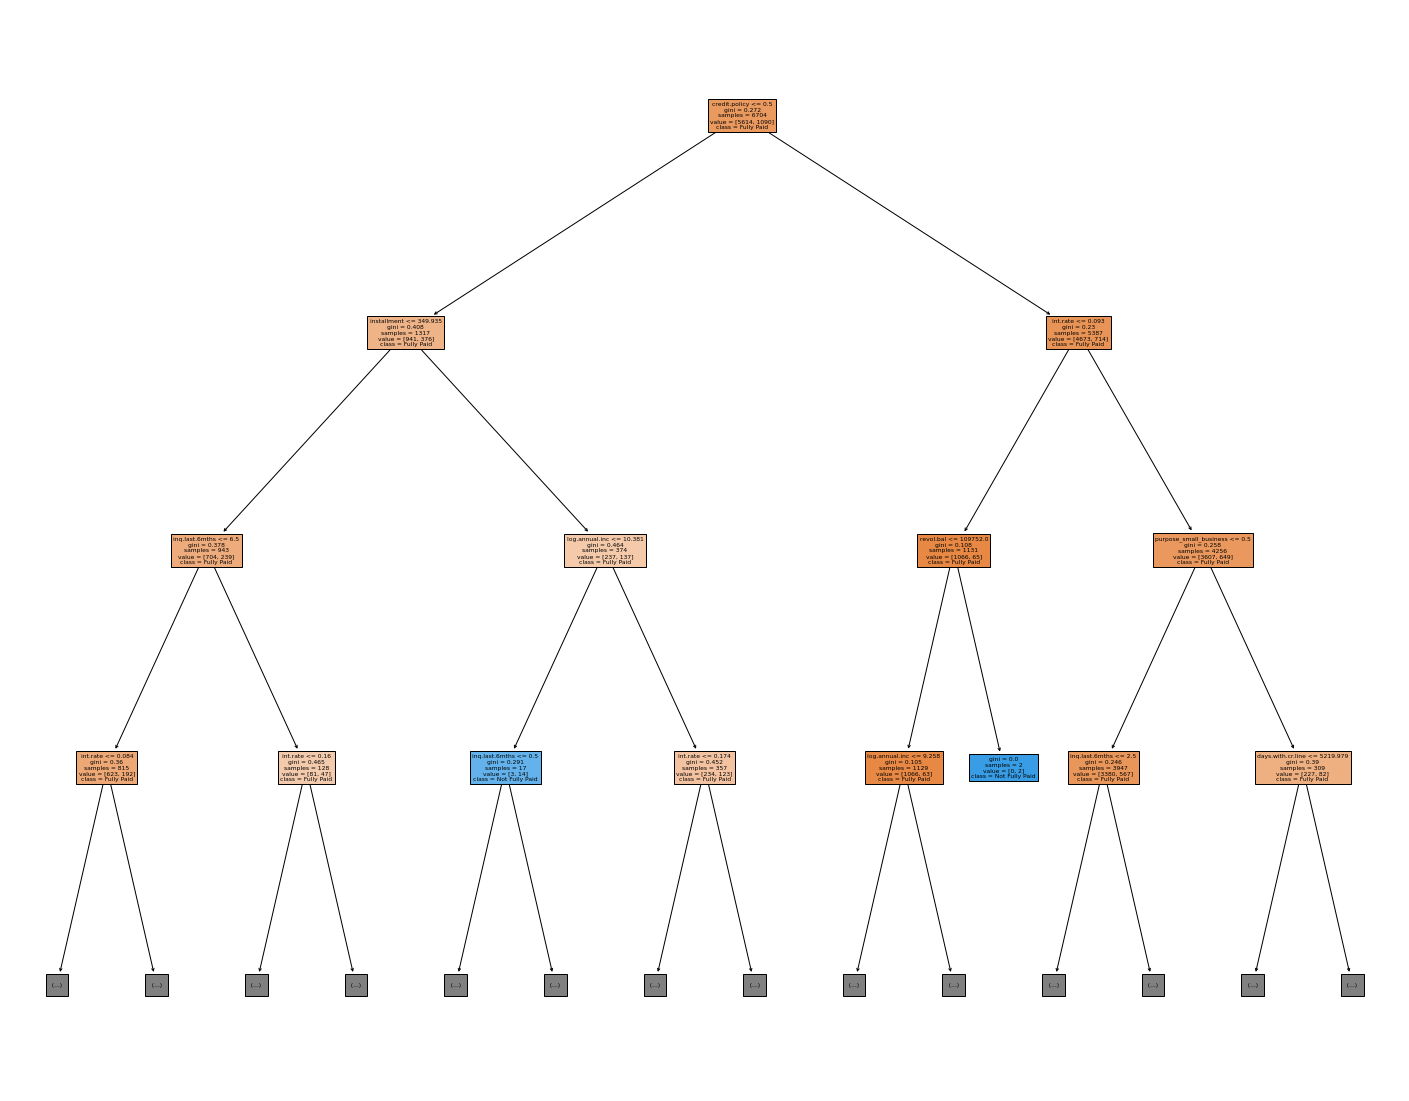 credit.policy <= 0.5
gini = 0.272
samples = 6704
value = [5614, 1090]
class = Fully Paid
installment <= 349.935
gini = 0.408
samples = 1317
value = [941, 376]
class = Fully Paid
int.rate <= 0.093
gini = 0.23
samples = 5387
value = [4673, 714]
class = Fully Paid
inq.last.6mths <= 6.5
gini = 0.378
samples = 943
value = [704, 239]
class = Fully Paid
log.annual.inc <= 10.381
gini = 0.464
samples = 374
value = [237, 137]
class = Fully Paid
revol.bal <= 109752.0
gini = 0.108
samples = 1131
value = [1066, 65]
class = Fully Paid
purpose_small_business <= 0.5
gini = 0.258
samples = 4256
value = [3607, 649]
class = Fully Paid
int.rate <= 0.084
gini = 0.36
samples = 815
value = [623, 192]
class = Fully Paid
int.rate <= 0.16
gini = 0.465
samples = 128
value = [81, 47]
class = Fully Paid
inq.last.6mths <= 0.5
gini = 0.291
samples = 17
value = [3, 14]
class = Not Fully Paid
int.rate <= 0.174
gini = 0.452
samples = 357
value = [234, 123]
class = Fully Paid
log.annual.inc <= 9.258
gini = 0.105
samples = 1129
value = [1066, 63]
class = Fully Paid
gini = 0.0
samples = 2
value = [0, 2]
class = Not Fully Paid
inq.last.6mths <= 2.5
gini = 0.246
samples = 3947
value = [3380, 567]
class = Fully Paid
days.with.cr.line <= 5219.979
gini = 0.39
samples = 309
value = [227, 82]
class = Fully Paid
(...)
(...)
(...)
(...)
(...)
(...)
(...)
(...)
(...)
(...)
(...)
(...)
(...)
(...)